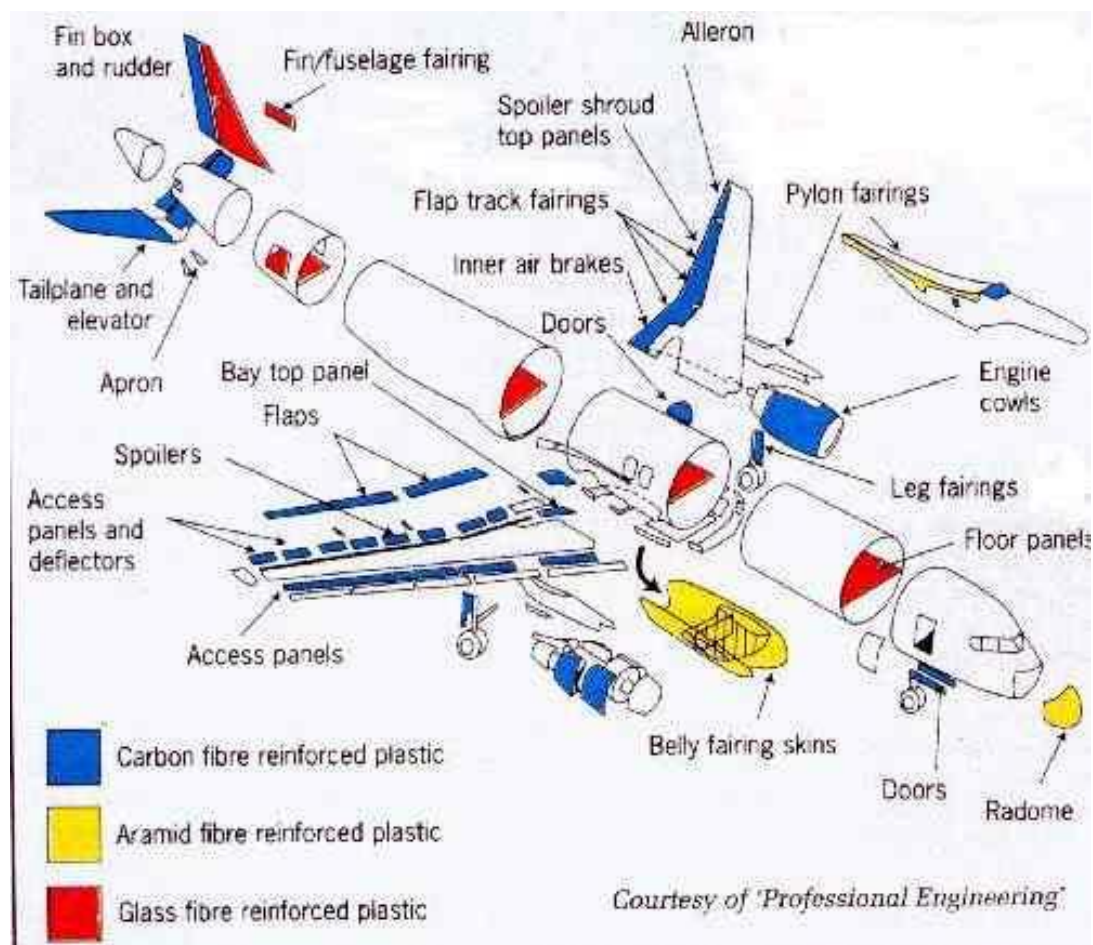 Fin box
and rudder
Fin/fuselage fairing
Alleron
Spoiler shroud
top panels
Flap track fairings
Pylon fairings
Inner air brakes
Tailplane and
elevator
Doors
Apron
Bay top panel
Engine
cowls
Flaps
Spoilers
Leg fairings
Access
panels and
deflectors
Floor panels
Access panels
Belly fairing skins
Doors
Radome
Carbon fibre reinforced plastic
Aramid fibre reinforced plastic
Glass fibre reinforced plastic
Courtesy of 'Professional Engineering'